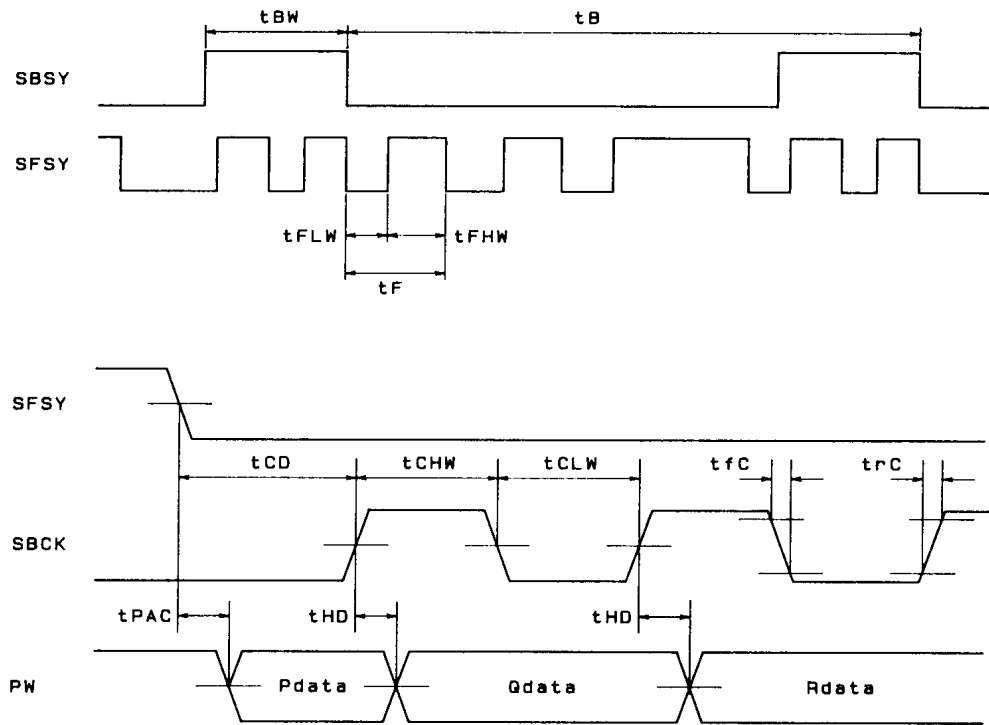 tBW tB
SBSY
SFSY
tFLW tFHW
tF
SFSY
tCD tCHW tCLW tfC trC
SBCK
tPAC tHD tHD
PW Pdata Qdata Rdata